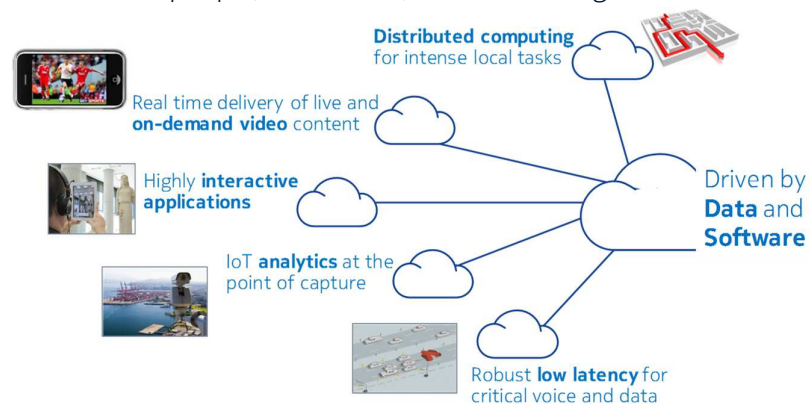 Distributed computing
for intense local tasks
Real time delivery of live and
on-demand video content
Highly interactive
applications
IoT analytics at the
point of capture
Robust low latency for
critical voice and data
Driven by
Data and
Software